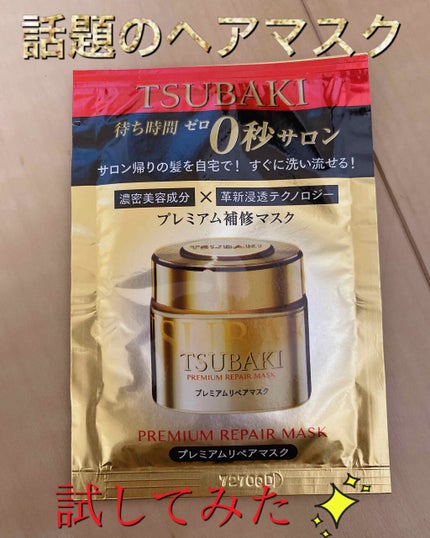 話題のヘアマスク
TSUBAKI
待ち時間 ゼロ 0秒サロン
サロン帰りの髪を自宅で! すぐに洗い流せる!
濃密美容成分 × 革新浸透テクノロジー
プレミアム補修マスク
TSUBAKI
TSUBAKI
TSUBAKI
PREMIUM REPAIR MASK
プレミアムリペアマスク
PREMIUM REPAIR MASK
プレミアムリペアマスク
試してみた